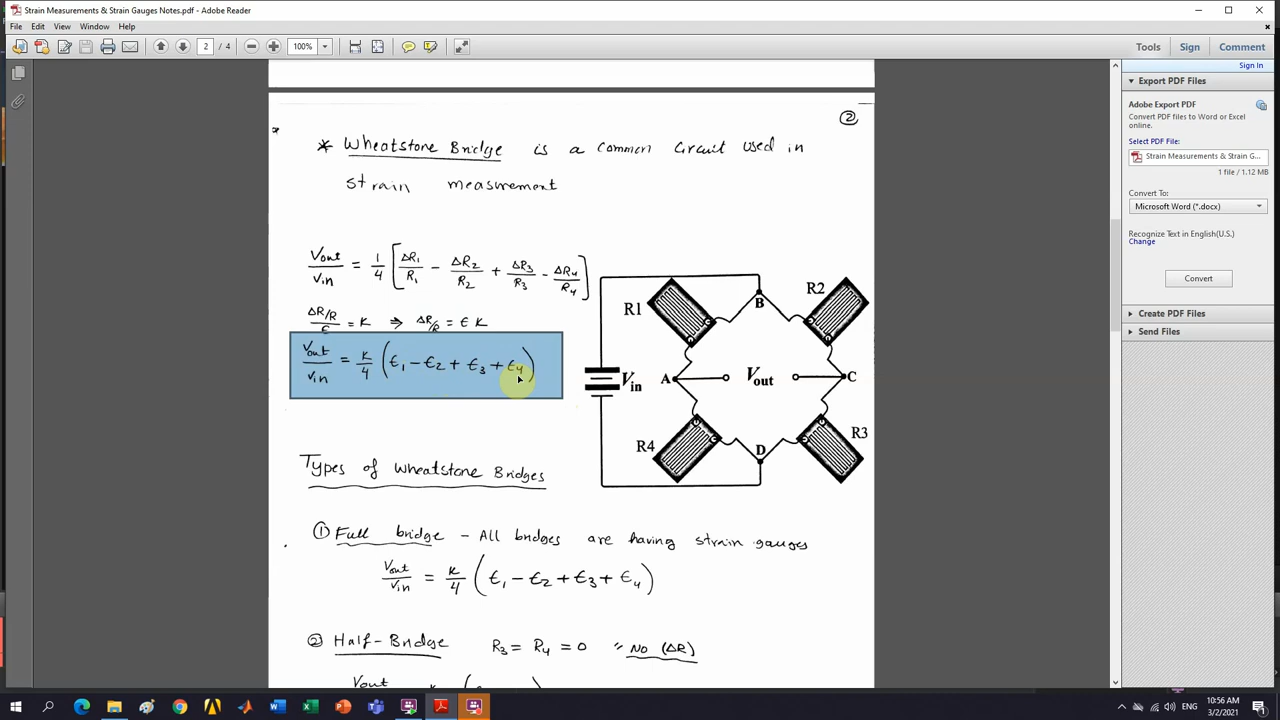 Strain Measurements & Strain Gauges Notes.pdf - Adobe Reader
File Edit View Window Help
2 / 4 100% Tools Sign Comment
Sign In
Export PDF Files
Adobe Export PDF
Convert PDF files to Word or Excel
online.
Select PDF File:
Strain Measurements & Strain G...
1 file / 1.12 MB
Convert To:
Microsoft Word (*.docx)
Recognize Text in English(U.S.)
Change
Convert
Create PDF Files
Send Files
②
* Wheatstone Bridge is a common circuit used in
strain measurment
Vout/Vin = 1/4 [ΔR1/R1 - ΔR2/R2 + ΔR3/R3 - ΔR4/R4]
ΔR/R/ϵ = K ⇒ ΔR/R = ϵ K
Vout/Vin = K/4 (ϵ1 - ϵ2 + ϵ3 + ϵ4)
R1 B R2
Vin A Vout C
R4 D R3
Types of Wheatstone Bridges
① Full bridge - All bridges are having strain gauges
Vout/Vin = K/4 (ϵ1 - ϵ2 + ϵ3 + ϵ4)
② Half-Bridge R3 = R4 = 0 " No (ΔR)
Vout
ENG 10:56 AM
3/2/2021